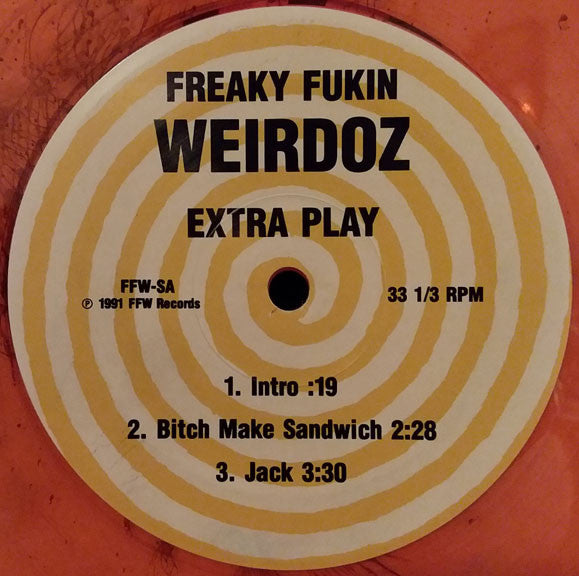 FREAKY FUKIN
WEIRDOZ
EXTRA PLAY
FFW-SA
℗ 1991 FFW Records
33 1/3 RPM
1. Intro :19
2. Bitch Make Sandwich 2:28
3. Jack 3:30